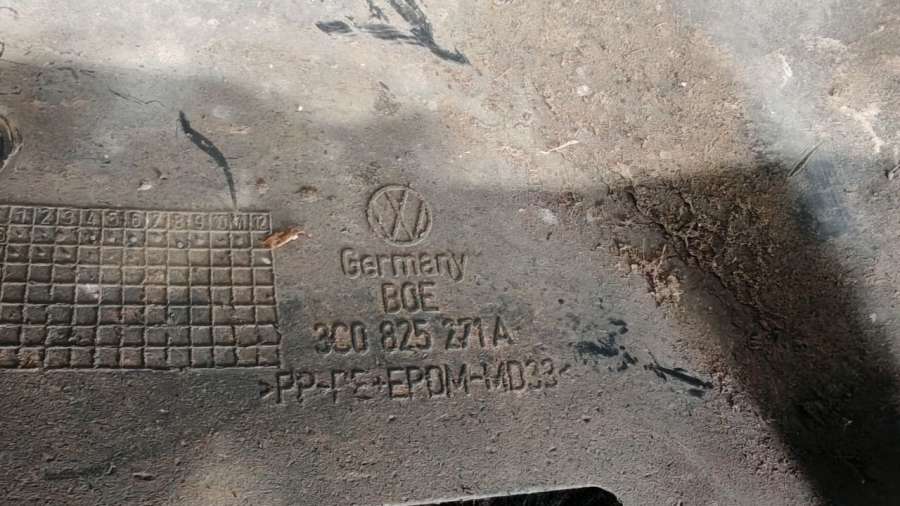 1 2 3 4 5 6 7 8 9 10 11 12
Germany
BOE
3C0 825 271A
>PP-PE+EPDM-MD33<